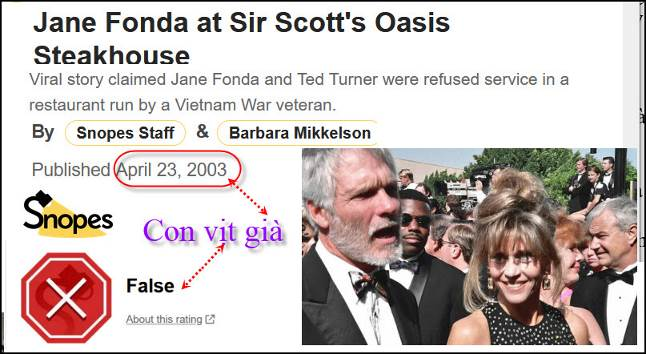 Jane Fonda at Sir Scott's Oasis
Steakhouse
Viral story claimed Jane Fonda and Ted Turner were refused service in a
restaurant run by a Vietnam War veteran.
By Snopes Staff & Barbara Mikkelson
Published April 23, 2003
Snopes
Con vịt già
False
About this rating